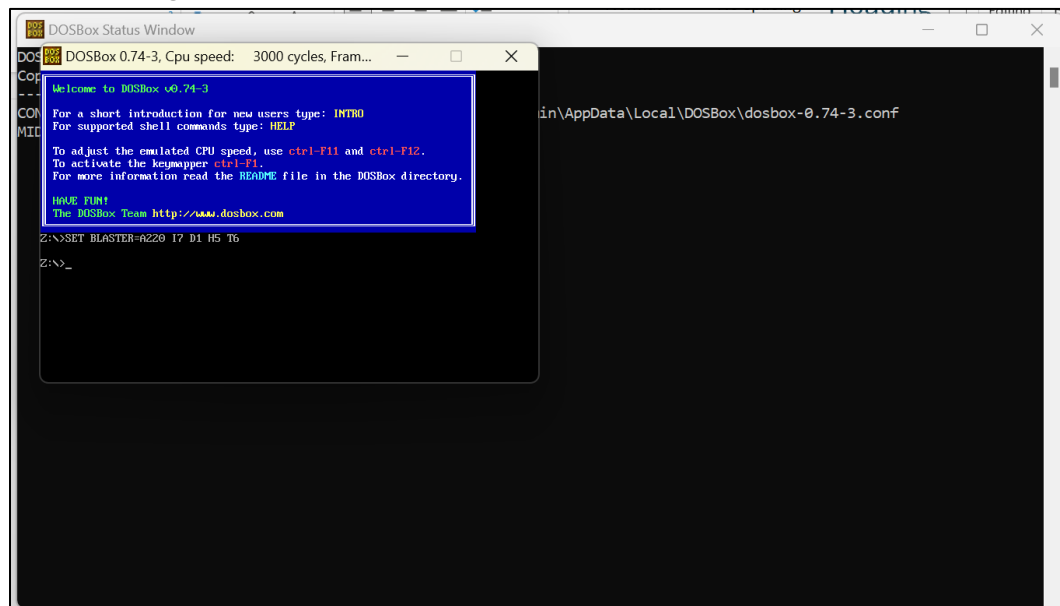 DOSBox Status Window
DOSBox 0.74-3, Cpu speed: 3000 cycles, Fram...
Welcome to DOSBox v0.74-3
For a short introduction for new users type: INTRO
For supported shell commands type: HELP
To adjust the emulated CPU speed, use ctrl-F11 and ctrl-F12.
To activate the keymapper ctrl-F1.
For more information read the README file in the DOSBox directory.
HAVE FUN!
The DOSBox Team http://www.dosbox.com
Z:\>SET BLASTER=A220 I7 D1 H5 T6
Z:\>_
DOS
Cop
---
CON in\AppData\Local\DOSBox\dosbox-0.74-3.conf
MID